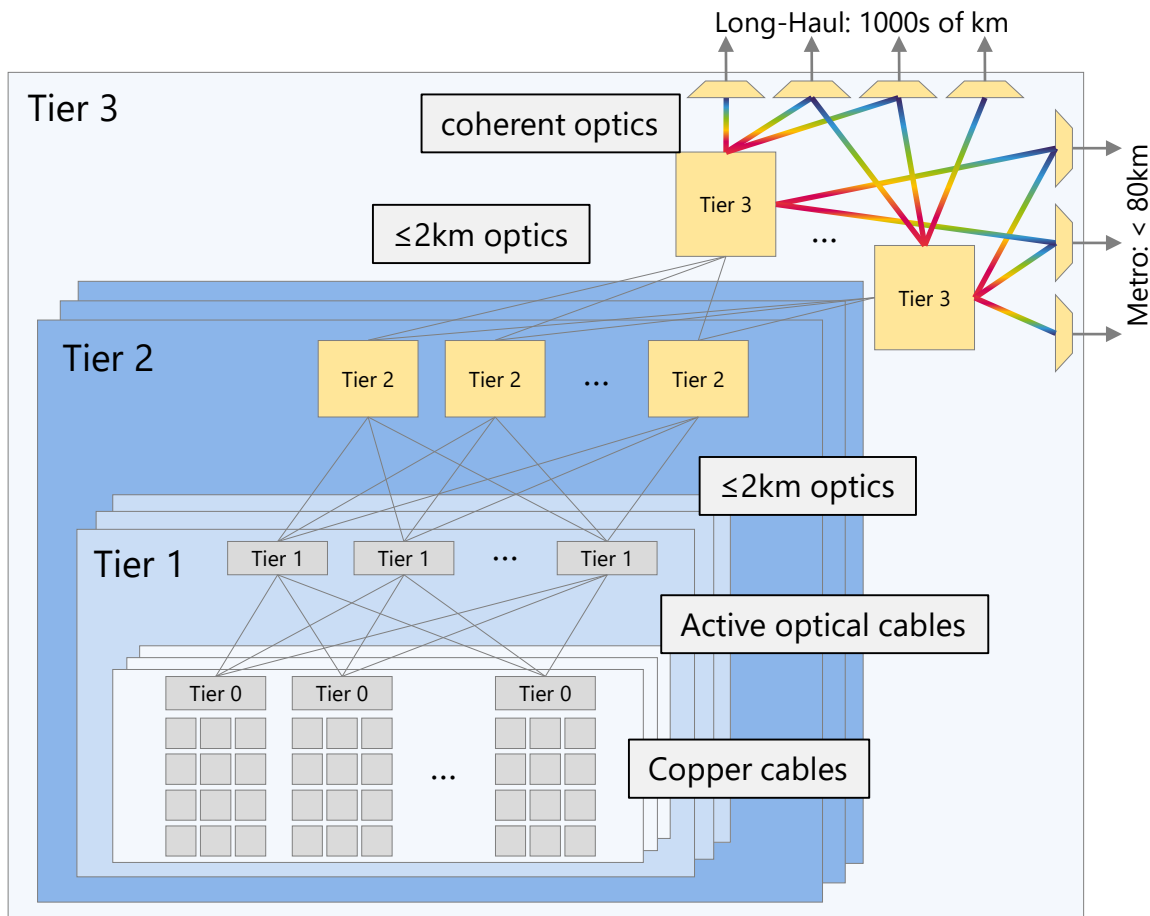 Long-Haul: 1000s of km
Tier 3
coherent optics
Tier 3
≤2km optics
...
Tier 3
Metro: < 80km
Tier 2
Tier 2
Tier 2
...
Tier 2
≤2km optics
Tier 1
Tier 1
Tier 1
...
Tier 1
Active optical cables
Tier 0
Tier 0
Tier 0
...
Copper cables